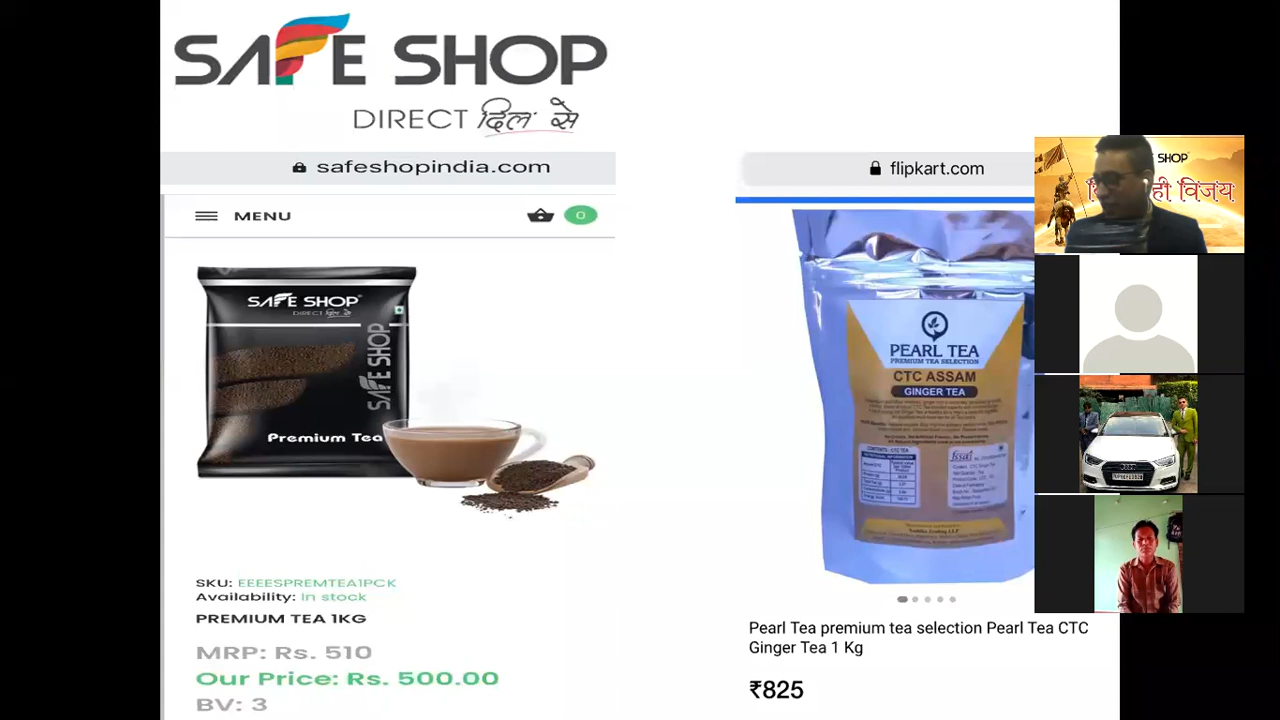 SAFE SHOP
DIRECT दिल से
safeshopindia.com
MENU
0
SAFE SHOP
DIRECT दिल से
SAFE SHOP
Premium Tea
SKU: EEEESPREMTEA1PCK
Availability: In stock
PREMIUM TEA 1KG
MRP: Rs. 510
Our Price: Rs. 500.00
BV: 3
flipkart.com
PEARL TEA
PREMIUM TEA SELECTION
CTC ASSAM
GINGER TEA
fssai
Pearl Tea premium tea selection Pearl Tea CTC
Ginger Tea 1 Kg
₹825
SHOP
ही विजय